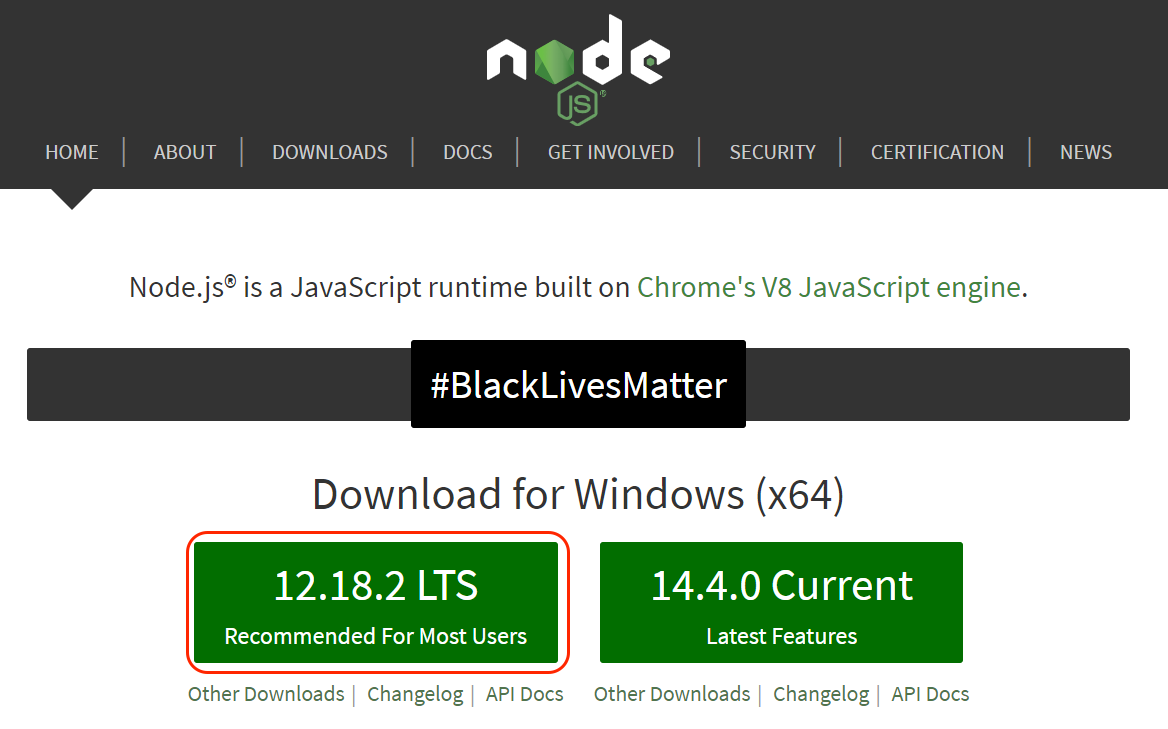 node
JS®
HOME | ABOUT | DOWNLOADS | DOCS | GET INVOLVED | SECURITY | CERTIFICATION | NEWS
Node.js® is a JavaScript runtime built on Chrome's V8 JavaScript engine.
#BlackLivesMatter
Download for Windows (x64)
12.18.2 LTS
Recommended For Most Users
14.4.0 Current
Latest Features
Other Downloads | Changelog | API Docs
Other Downloads | Changelog | API Docs